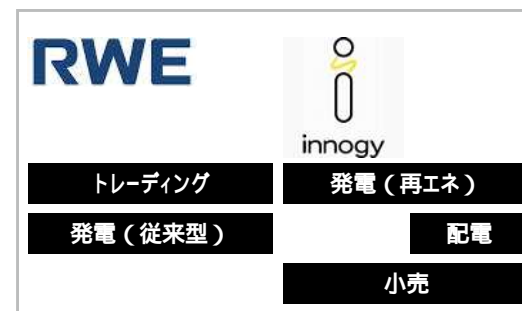 RWE
innogy
トレーディング
発電（再エネ）
発電（従来型）
配電
小売